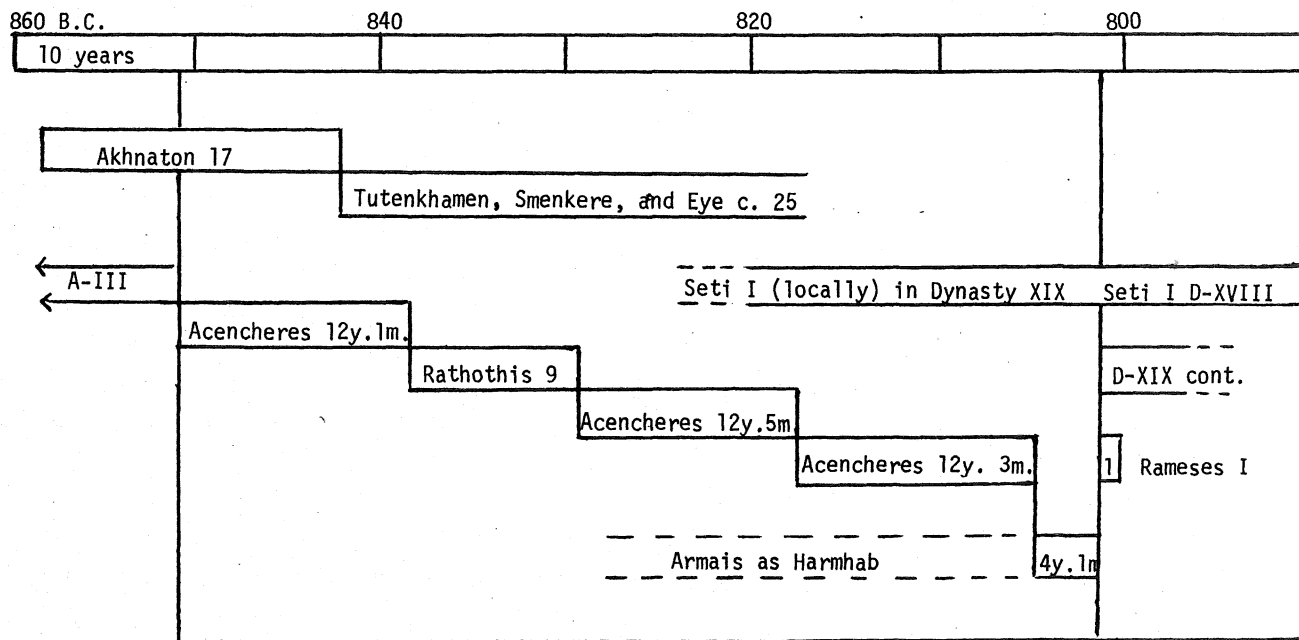 860 B.C. 840 820 800
10 years
Akhnaton 17
Tutenkhamen, Smenkere, and Eye c. 25
A-III
Seti I (locally) in Dynasty XIX Seti I D-XVIII
Acencheres 12y.1m.
Rathothis 9
D-XIX cont.
Acencheres 12y.5m.
Acencheres 12y. 3m.
1 Rameses I
Armais as Harmhab 4y.1m